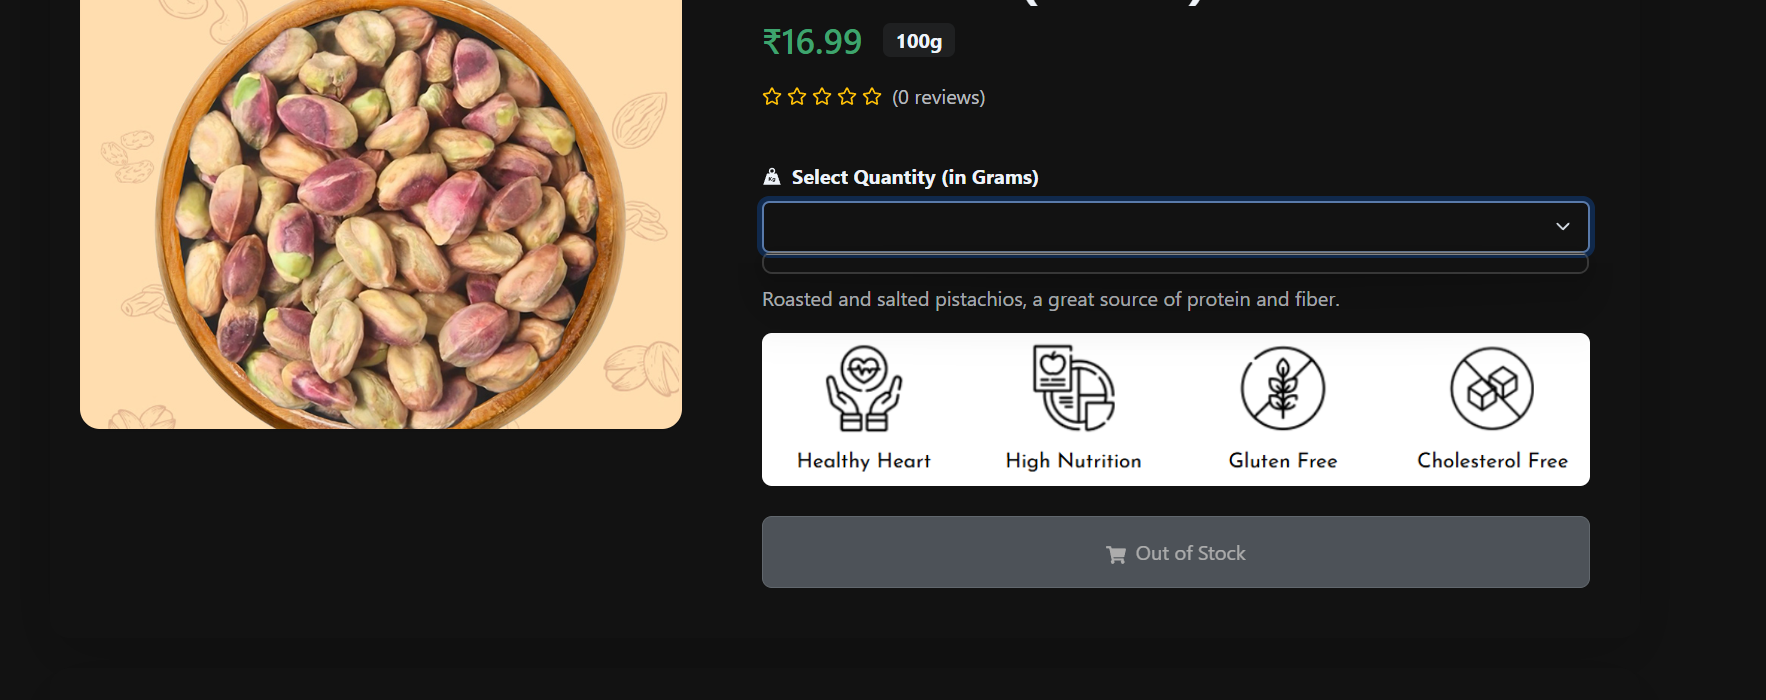 ₹16.99 100g
(0 reviews)
Select Quantity (in Grams)
Roasted and salted pistachios, a great source of protein and fiber.
Healthy Heart High Nutrition Gluten Free Cholesterol Free
Out of Stock